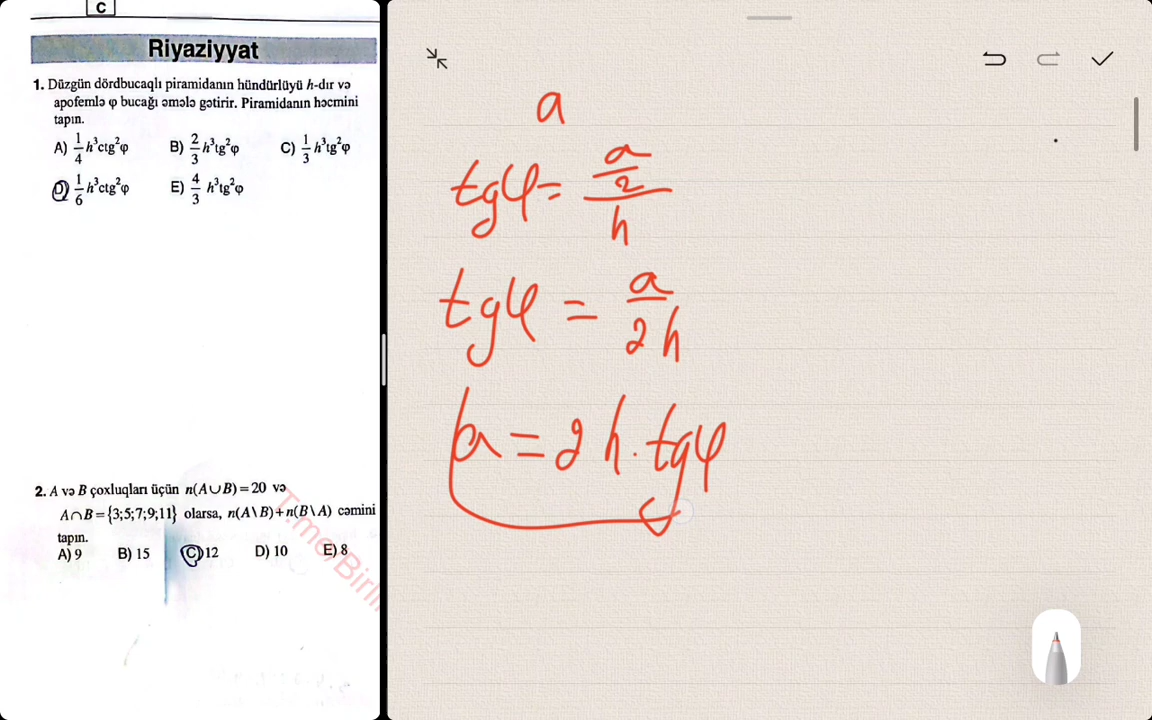 C
Riyaziyyat
1. Düzgün dördbucaqlı piramidanın hündürlüyü h-dır və
apofemlə φ bucağı əmələ gətirir. Piramidanın həcmini
tapın.
A) 1/4 h³ctg²φ B) 2/3 h³tg²φ C) 1/3 h³tg²φ
D) 1/6 h³ctg²φ E) 4/3 h³tg²φ
2. A və B çoxluqları üçün n(A∪B)=20 və
A∩B={3;5;7;9;11} olarsa, n(A\B)+n(B\A) cəmini
tapın.
A) 9 B) 15 C) 12 D) 10 E) 8
T.me/Birli
a
tgφ = (a/2)/h
tgφ = a/2h
a = 2h·tgφ